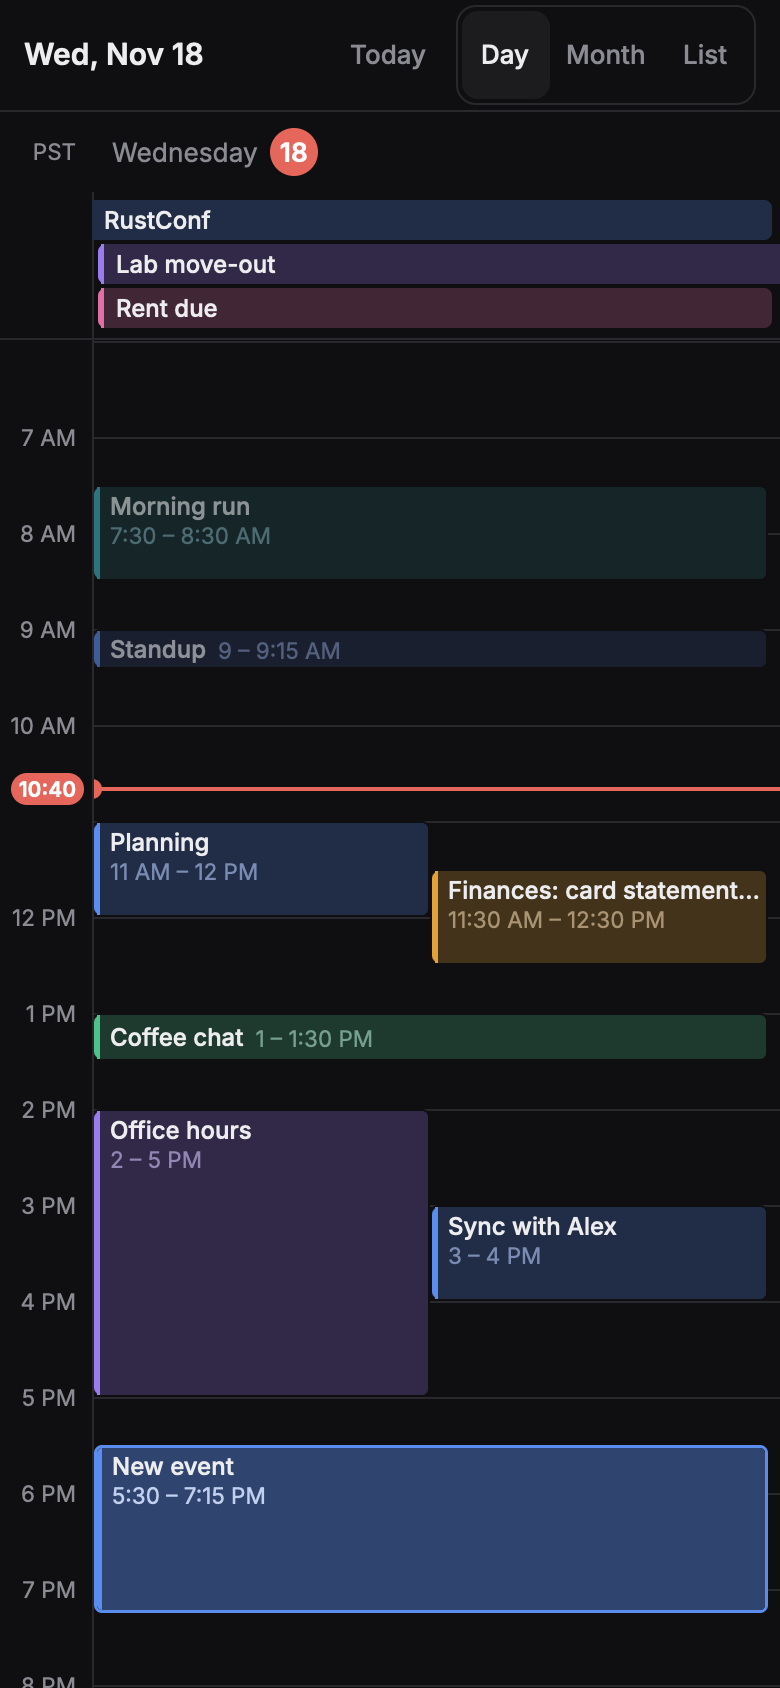 Wed, Nov 18 Today Day Month List
PST Wednesday 18
RustConf
Lab move-out
Rent due
7 AM
Morning run
7:30 – 8:30 AM
8 AM
9 AM
Standup 9 – 9:15 AM
10 AM
10:40
Planning
11 AM – 12 PM
Finances: card statement...
11:30 AM – 12:30 PM
12 PM
1 PM
Coffee chat 1 – 1:30 PM
2 PM
Office hours
2 – 5 PM
3 PM
Sync with Alex
3 – 4 PM
4 PM
5 PM
New event
5:30 – 7:15 PM
6 PM
7 PM
8 PM